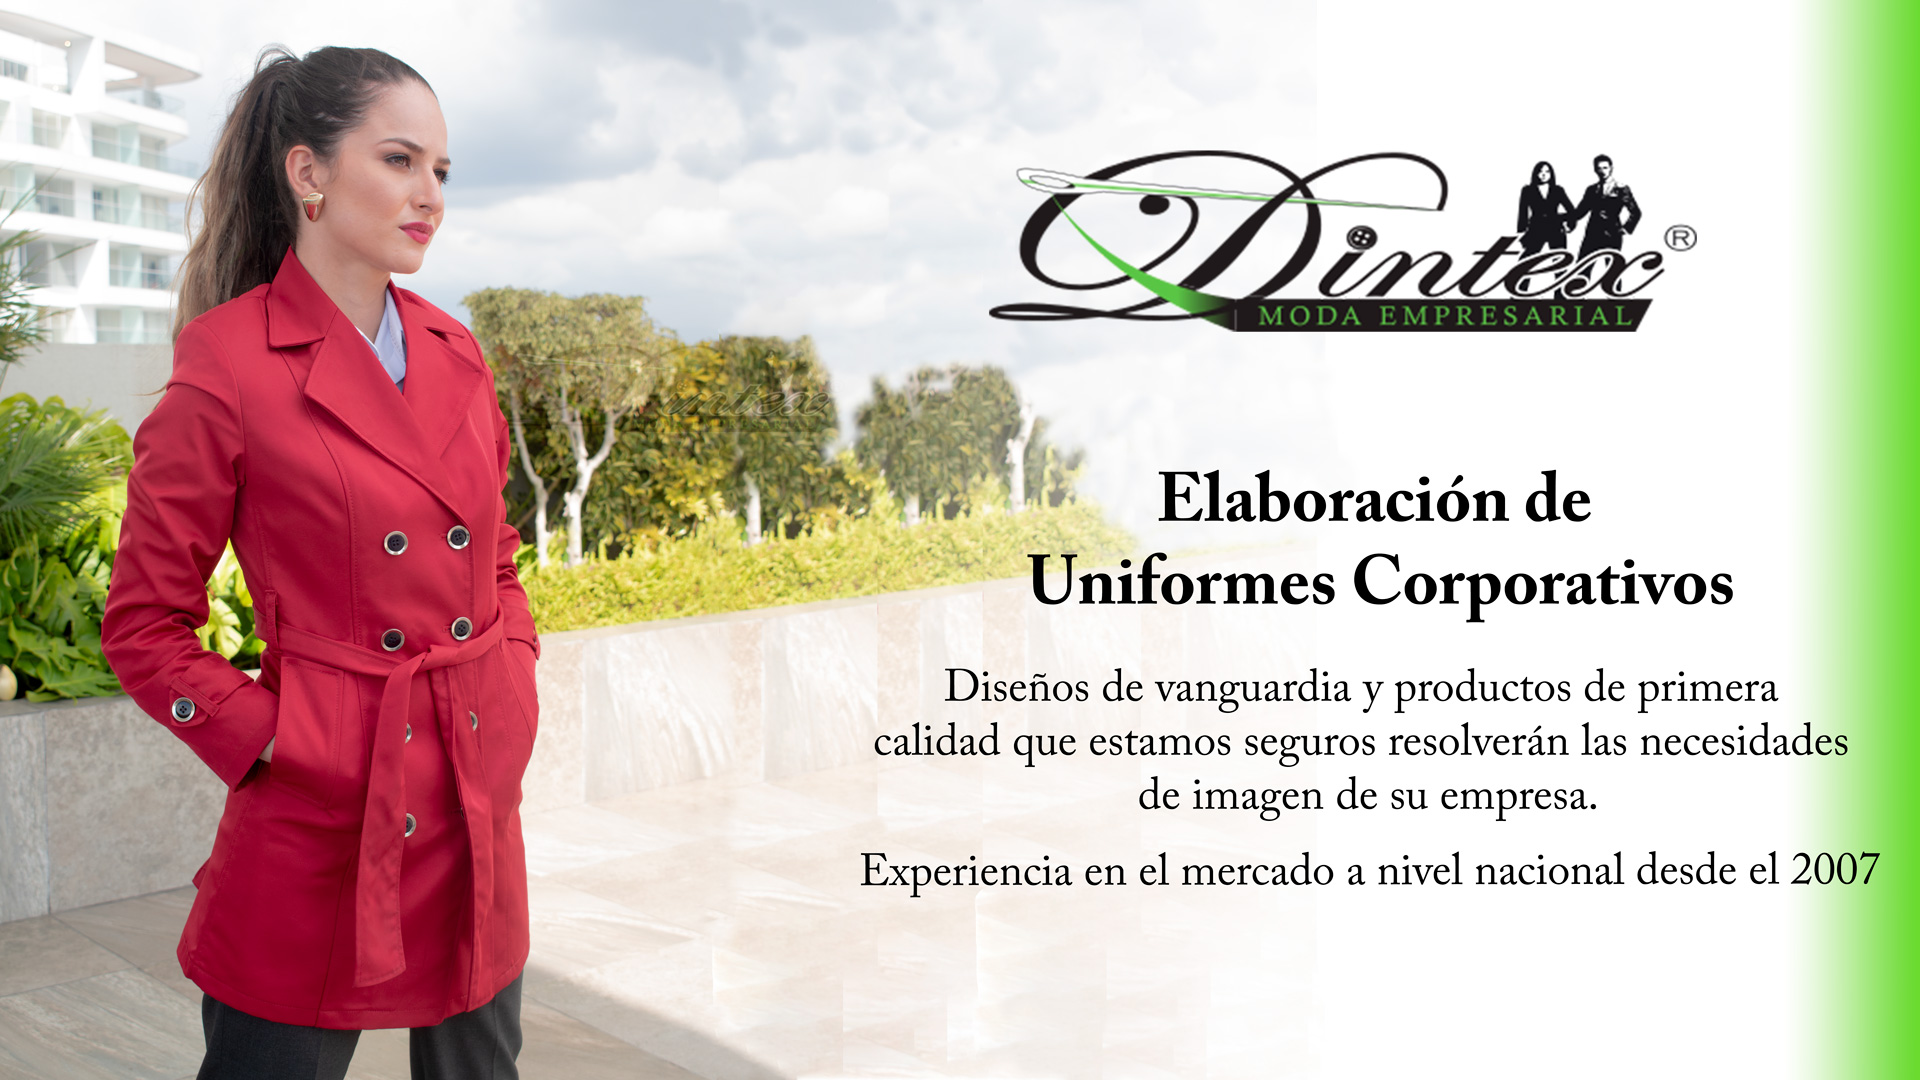 Dintex®
MODA EMPRESARIAL
Dintex
EMPRESARIAL
Elaboración de
Uniformes Corporativos
Diseños de vanguardia y productos de primera
calidad que estamos seguros resolverán las necesidades
de imagen de su empresa.
Experiencia en el mercado a nivel nacional desde el 2007